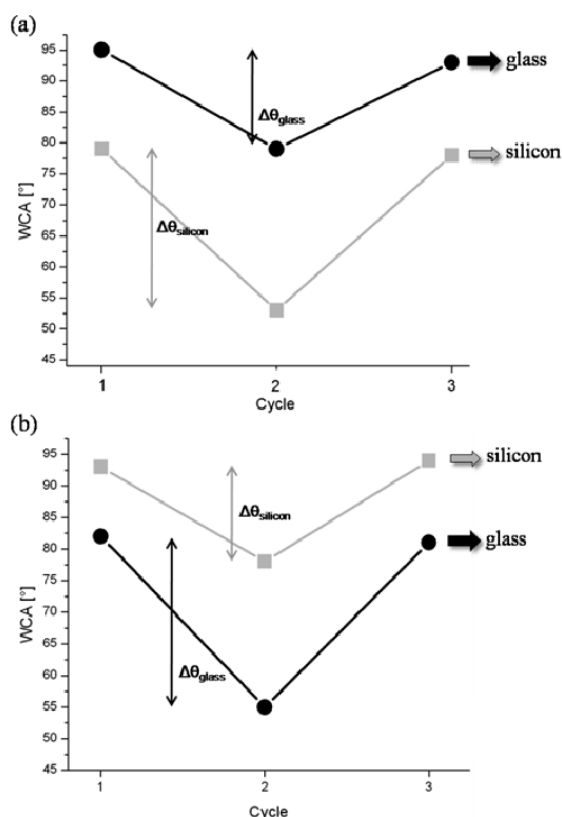 (a)
95
90
85
80
75
70
65
60
55
50
45
WCA [°]
Δθglass
Δθsilicon
glass
silicon
1 2 3
Cycle
(b)
95
90
85
80
75
70
65
60
55
50
45
WCA [°]
Δθsilicon
Δθglass
silicon
glass
1 2 3
Cycle